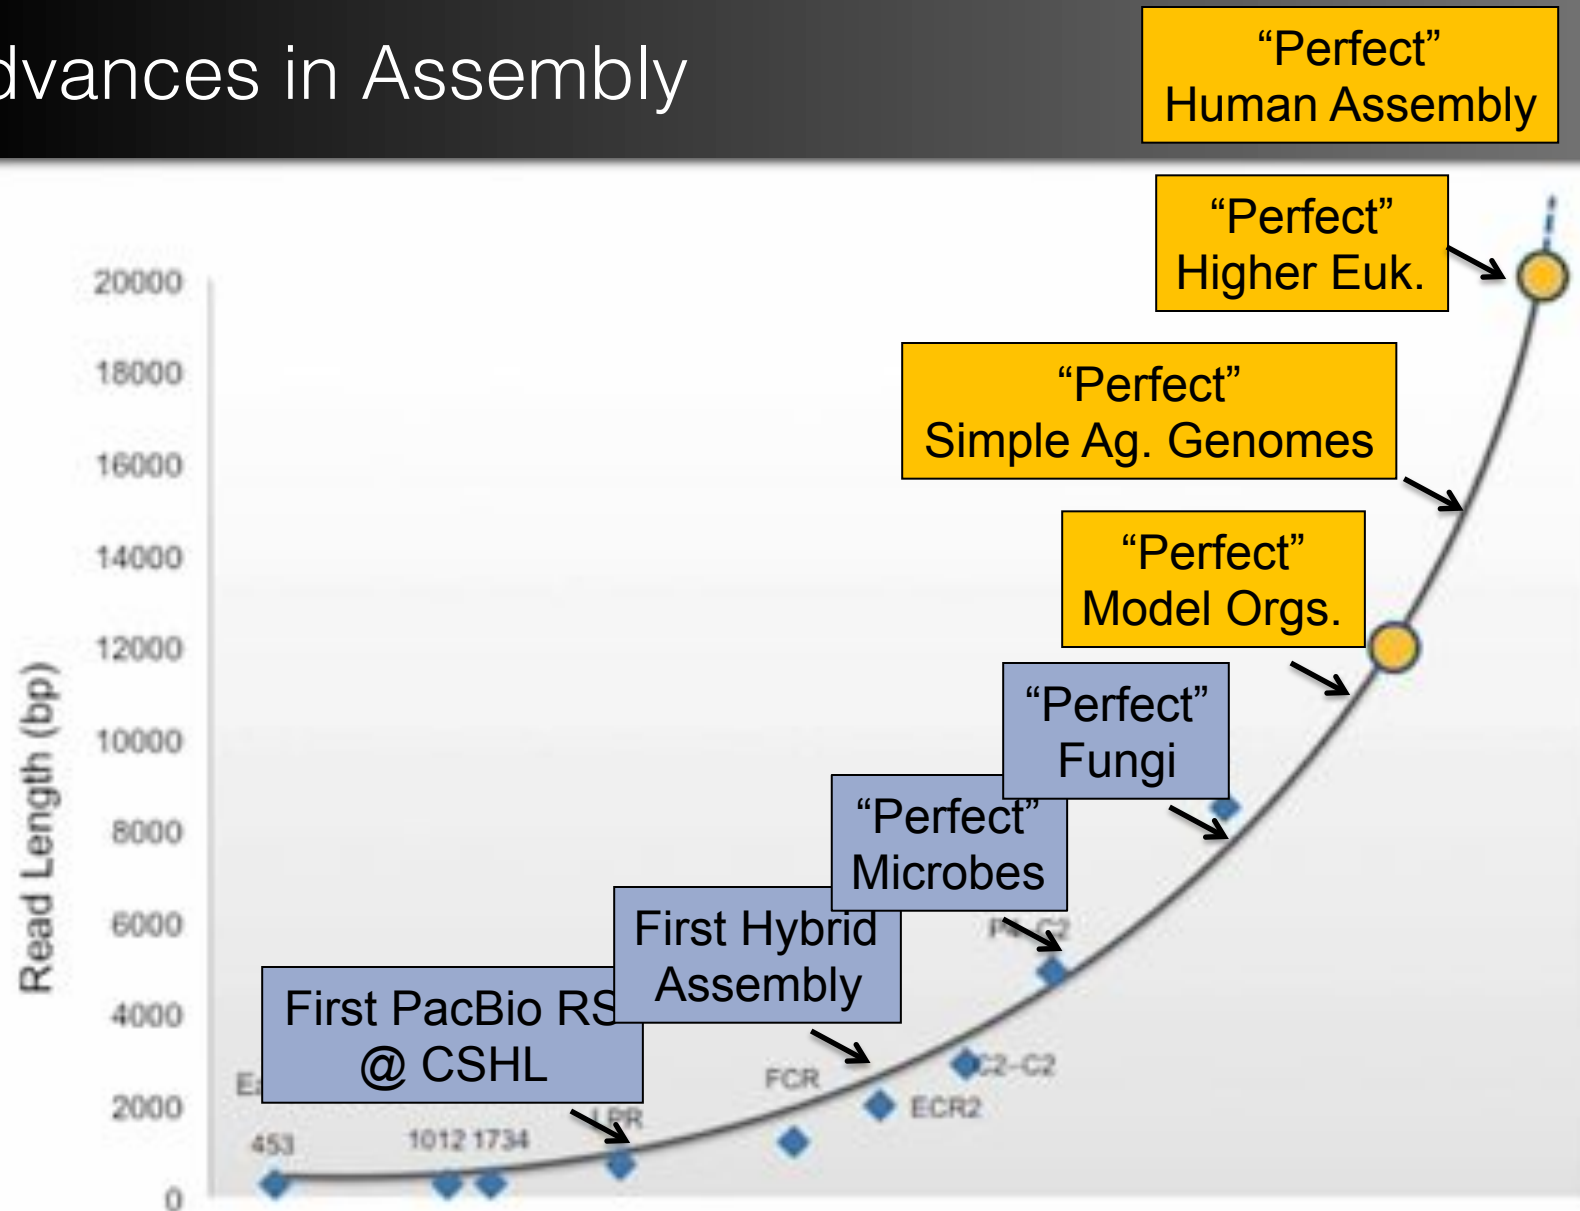 dvances in Assembly
“Perfect”
Human Assembly
“Perfect”
Higher Euk.
“Perfect”
Simple Ag. Genomes
“Perfect”
Model Orgs.
“Perfect”
Fungi
“Perfect”
Microbes
First Hybrid
Assembly
First PacBio RS
@ CSHL
Read Length (bp)
20000
18000
16000
14000
12000
10000
8000
6000
4000
2000
0
453
1012 1734
LPR
FCR
ECR2
C2–C2